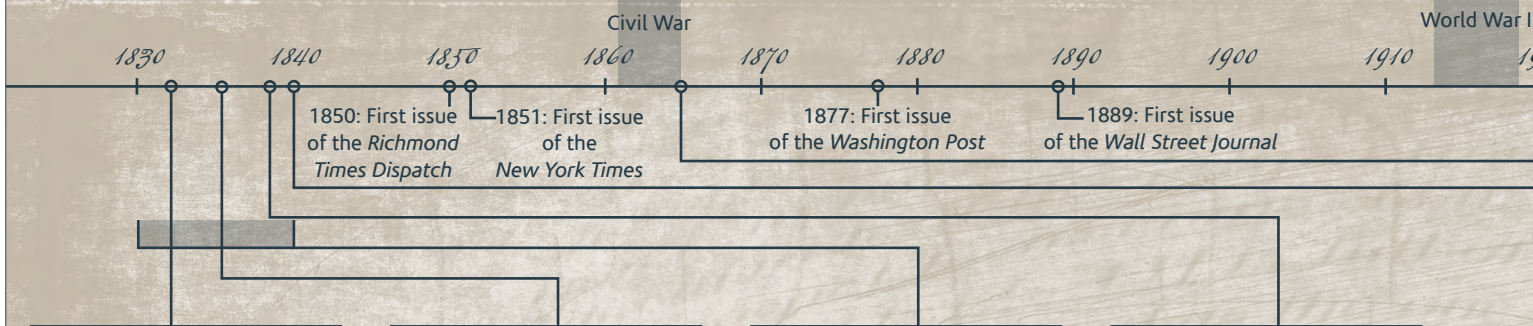 Civil War
World War I
1830
1840
1850
1860
1870
1880
1890
1900
1910
1850: First issue
of the Richmond
Times Dispatch
1851: First issue
of the
New York Times
1877: First issue
of the Washington Post
1889: First issue
of the Wall Street Journal